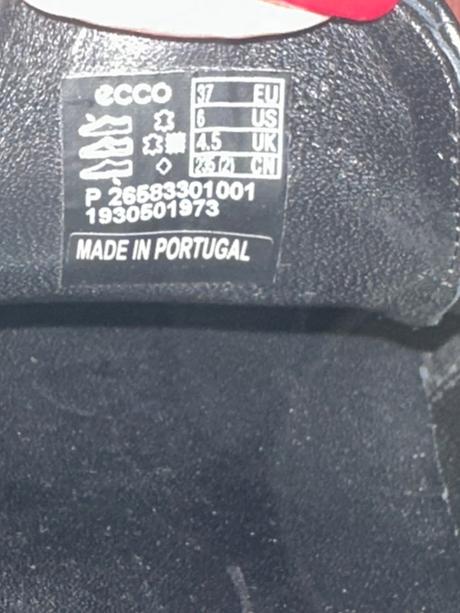 ecco
37 EU
6 US
4.5 UK
235 (2) CN
P 26583301001
1930501973
MADE IN PORTUGAL